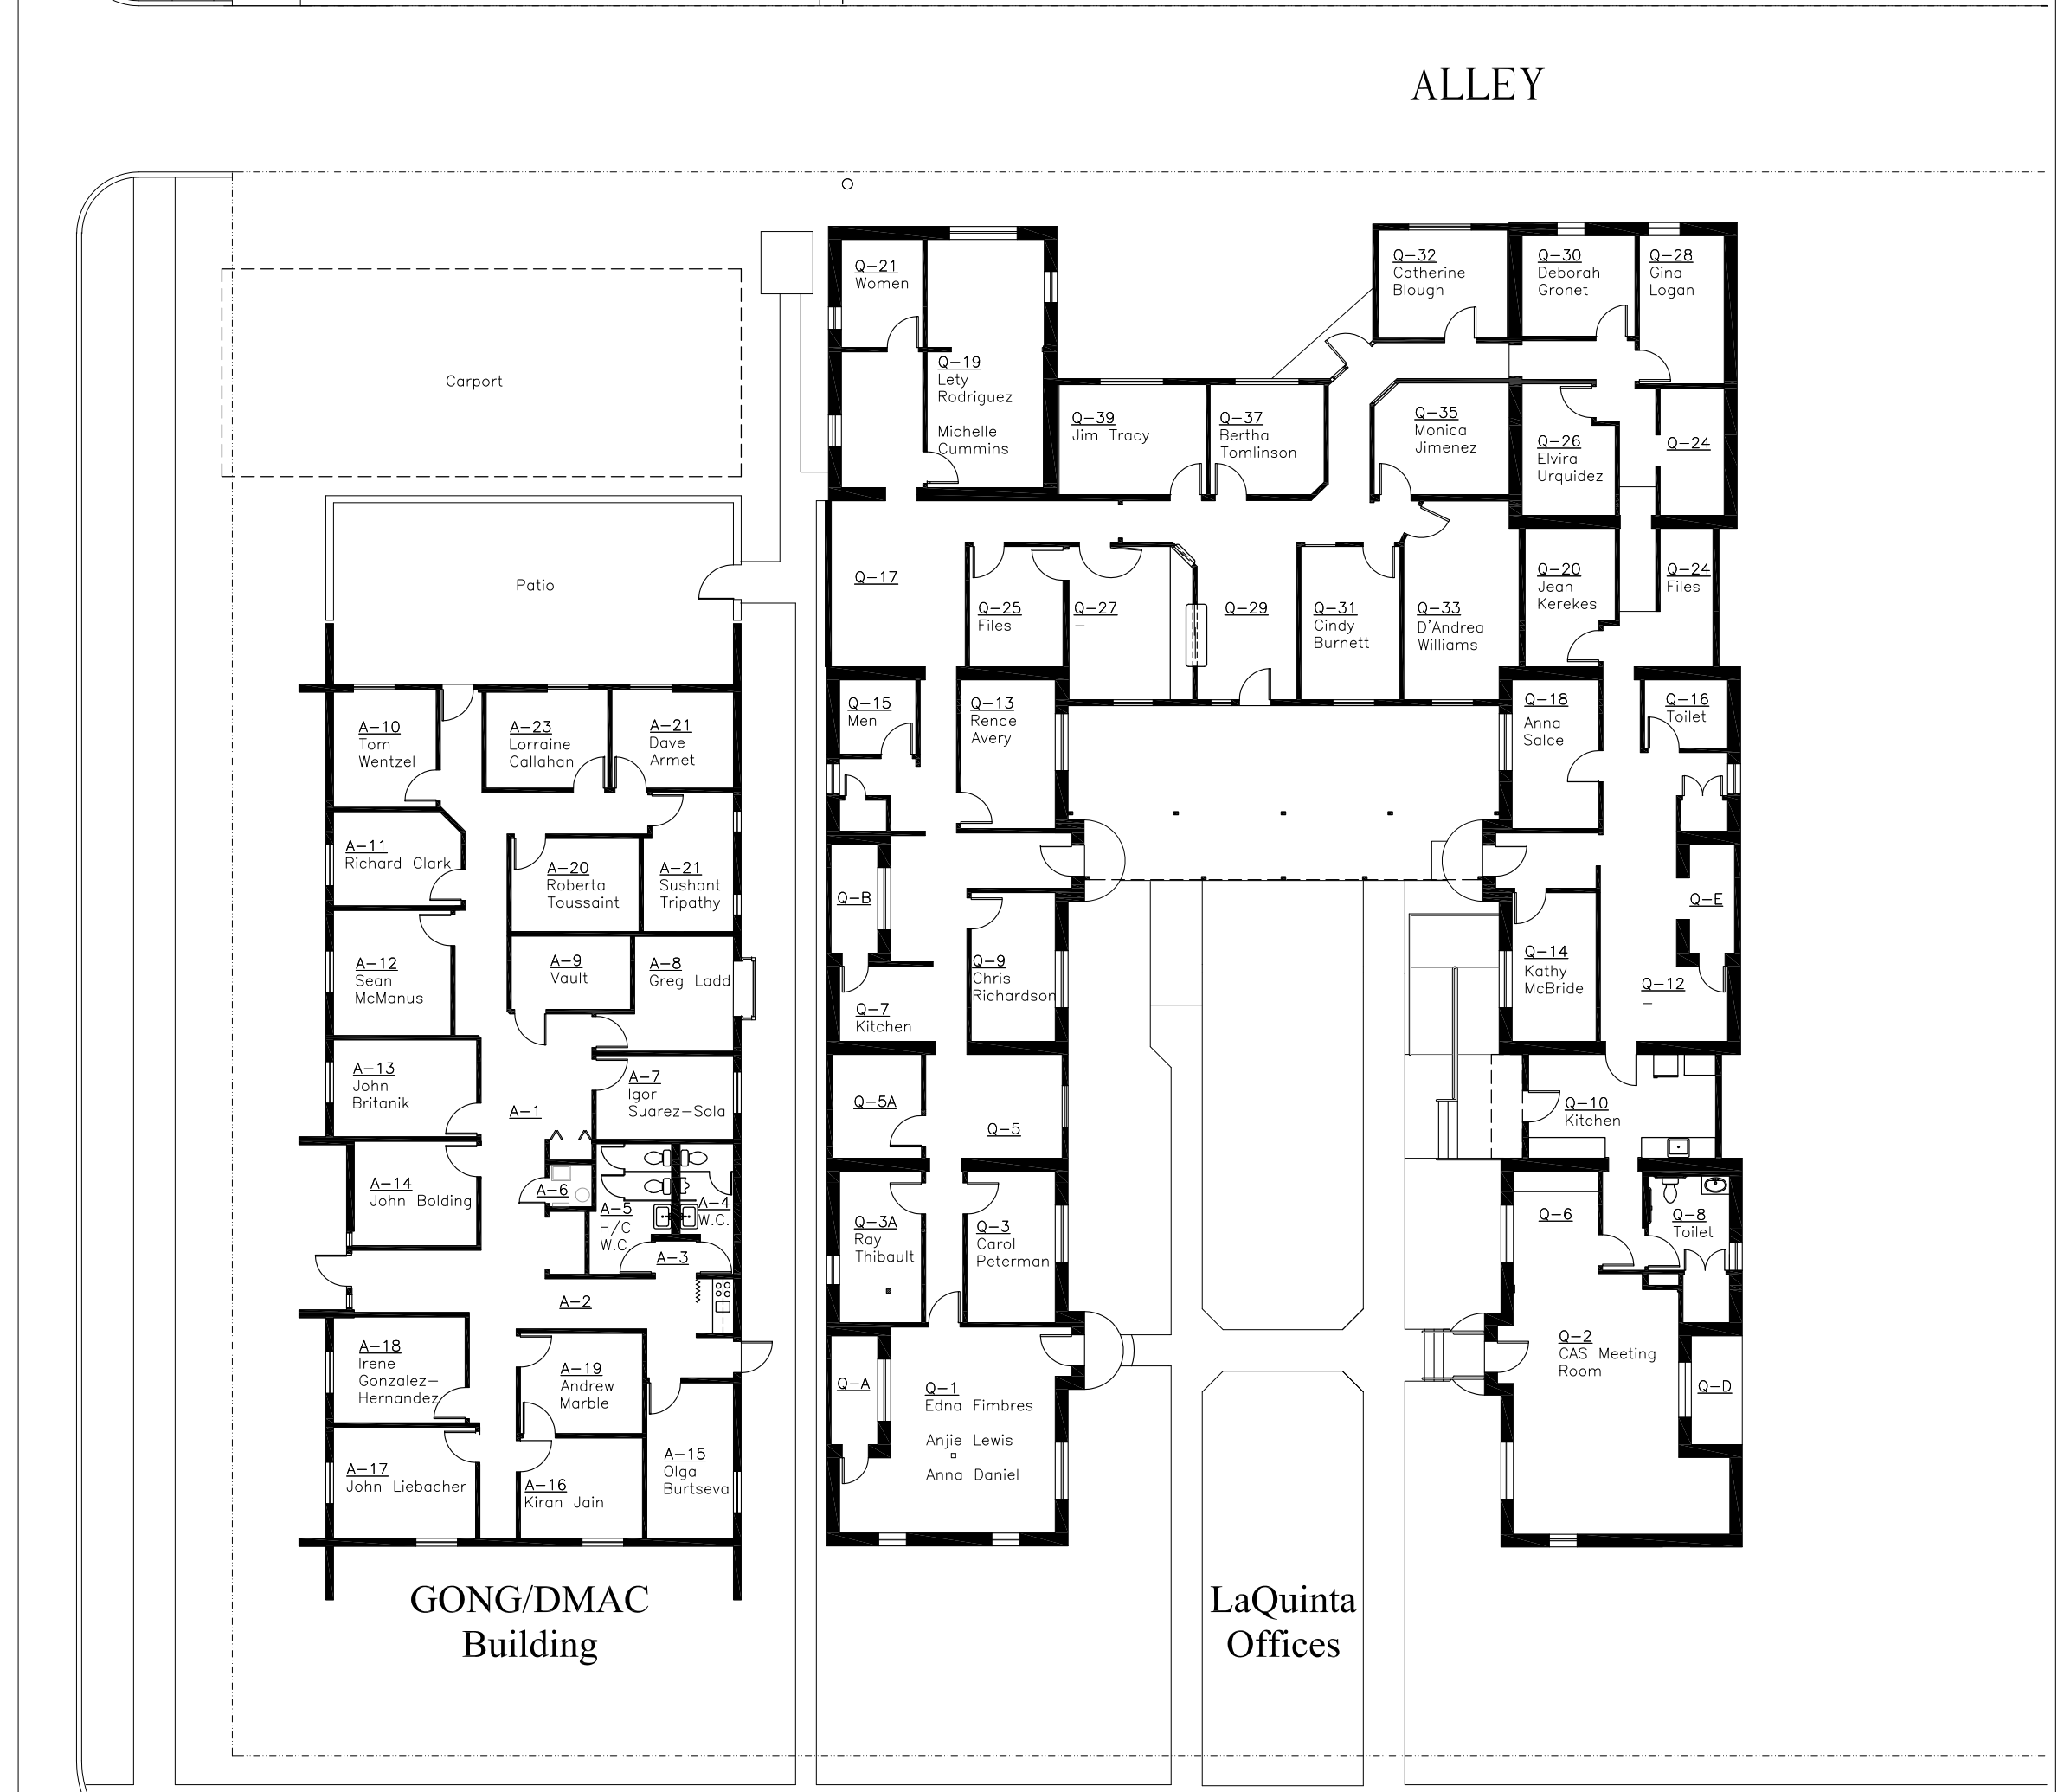 ALLEY
Carport
Patio
A-10
Tom
Wentzel
A-23
Lorraine
Callahan
A-21
Dave
Armet
A-11
Richard Clark
A-20
Roberta
Toussaint
A-21
Sushant
Tripathy
A-12
Sean
McManus
A-9
Vault
A-8
Greg Ladd
A-13
John
Britanik
A-1
A-7
Igor
Suarez-Sola
A-14
John Bolding
A-6
A-5
H/C
W.C.
A-4
W.C.
A-3
A-2
A-18
Irene
Gonzalez-
Hernandez
A-19
Andrew
Marble
A-17
John Liebacher
A-16
Kiran Jain
A-15
Olga
Burtseva
GONG/DMAC
Building
Q-21
Women
Q-19
Lety
Rodriguez
Michelle
Cummins
Q-39
Jim Tracy
Q-37
Bertha
Tomlinson
Q-32
Catherine
Blough
Q-30
Deborah
Gronet
Q-28
Gina
Logan
Q-35
Monica
Jimenez
Q-26
Elvira
Urquidez
Q-24
Q-17
Q-25
Files
Q-27
–
Q-29
Q-31
Cindy
Burnett
Q-33
D'Andrea
Williams
Q-20
Jean
Kerekes
Q-24
Files
Q-15
Men
Q-13
Renae
Avery
Q-18
Anna
Salce
Q-16
Toilet
Q-B
Q-9
Chris
Richardson
Q-7
Kitchen
Q-14
Kathy
McBride
Q-E
Q-12
–
Q-5A
Q-5
Q-10
Kitchen
Q-3A
Ray
Thibault
Q-3
Carol
Peterman
Q-6
Q-8
Toilet
Q-A
Q-1
Edna Fimbres
Anjie Lewis
Anna Daniel
Q-2
CAS Meeting
Room
Q-D
LaQuinta
Offices